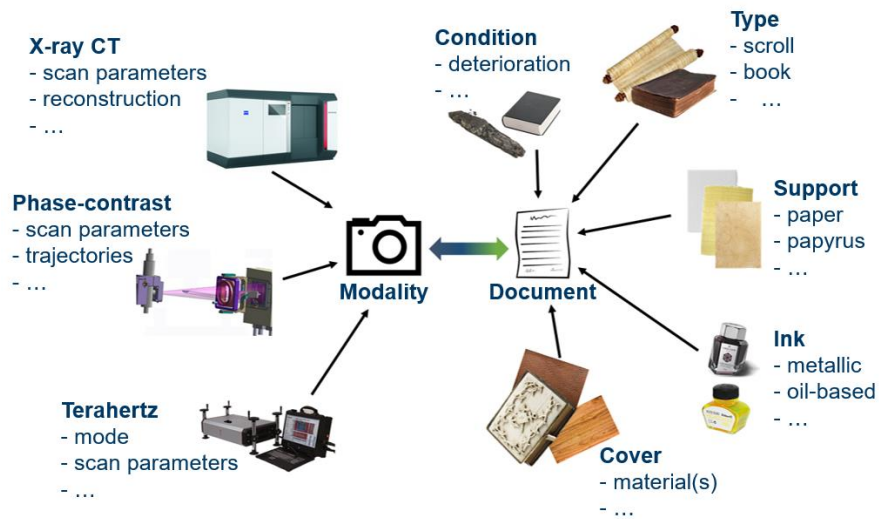 X-ray CT
- scan parameters
- reconstruction
- ...
Phase-contrast
- scan parameters
- trajectories
- ...
Terahertz
- mode
- scan parameters
- ...
Modality
Document
Condition
- deterioration
- ...
Type
- scroll
- book
- ...
Support
- paper
- papyrus
- ...
Ink
- metallic
- oil-based
- ...
Cover
- material(s)
- ...